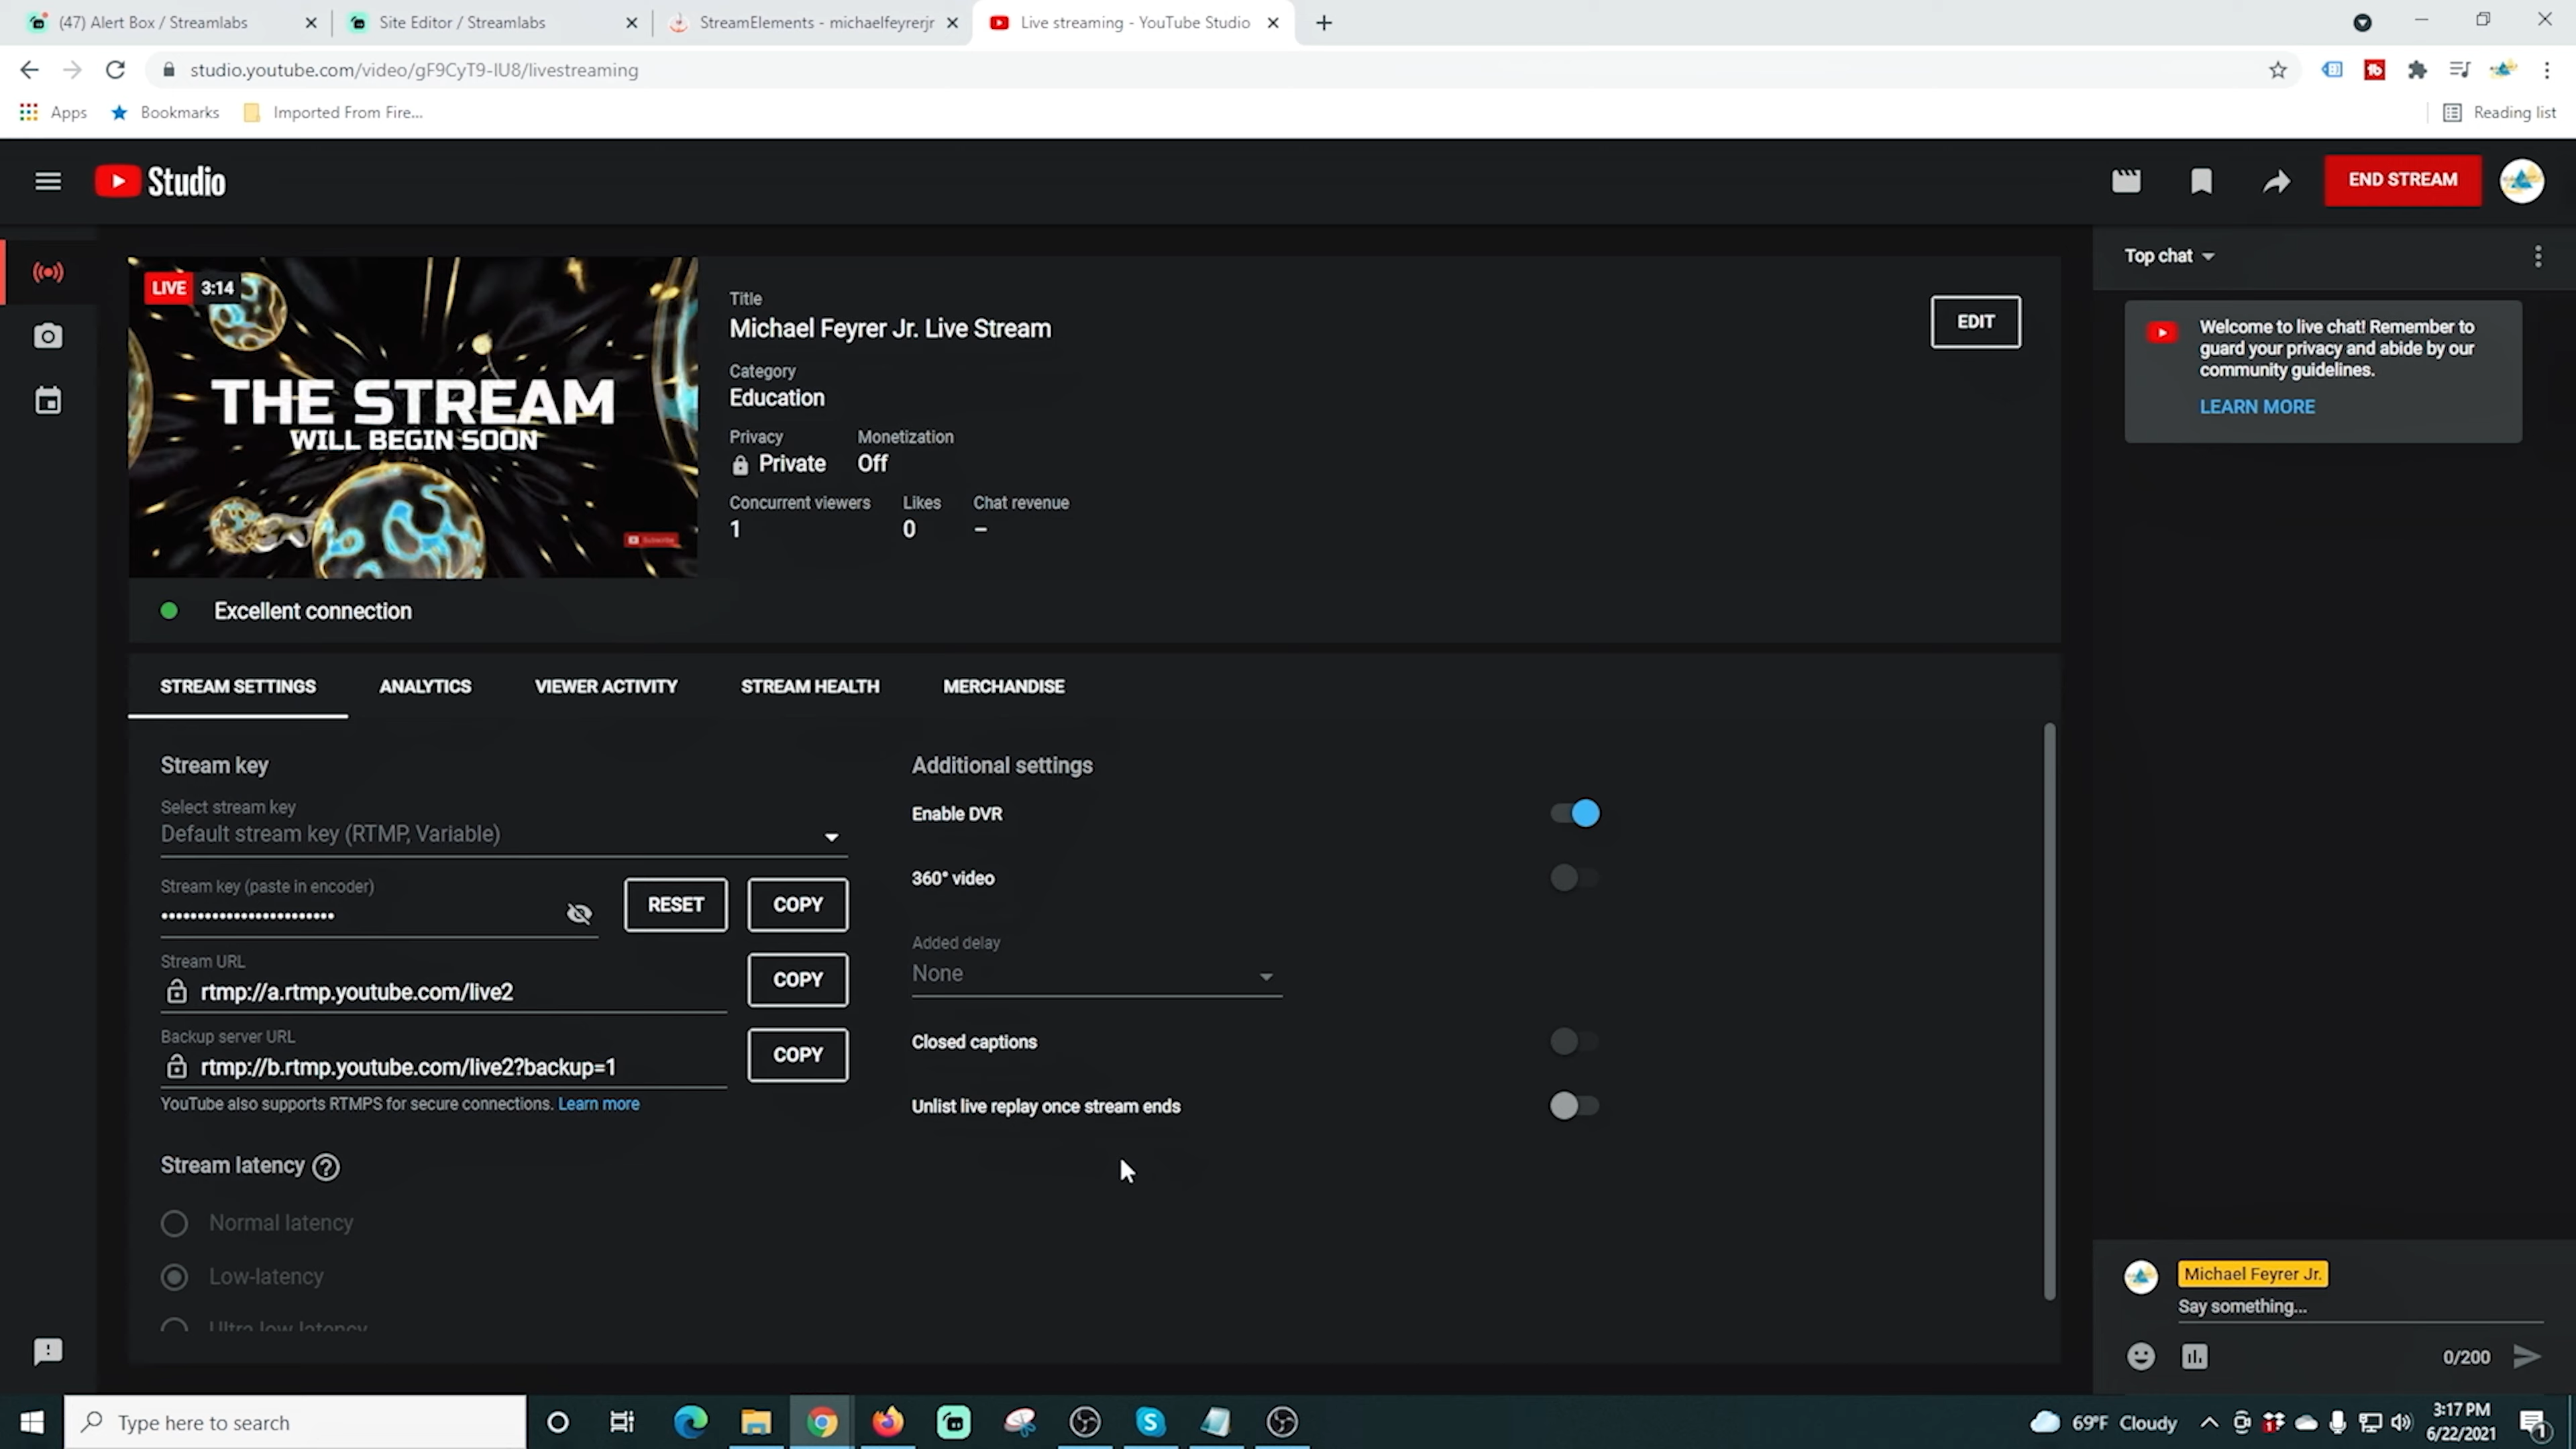 (47) Alert Box / Streamlabs
Site Editor / Streamlabs
StreamElements - michaelfeyrerjr
Live streaming - YouTube Studio
studio.youtube.com/video/gF9CyT9-IU8/livestreaming
Apps
Bookmarks
Imported From Fire...
Reading list
Studio
END STREAM
LIVE 3:14
THE STREAM
WILL BEGIN SOON
Subscribe
Excellent connection
Title
Michael Feyrer Jr. Live Stream
EDIT
Category
Education
Privacy Monetization
Private Off
Concurrent viewers Likes Chat revenue
1 0 –
Top chat
Welcome to live chat! Remember to
guard your privacy and abide by our
community guidelines.
LEARN MORE
STREAM SETTINGS ANALYTICS VIEWER ACTIVITY STREAM HEALTH MERCHANDISE
Stream key
Select stream key
Default stream key (RTMP, Variable)
Stream key (paste in encoder)
••••••••••••••••••••••••
RESET COPY
Stream URL
rtmp://a.rtmp.youtube.com/live2
COPY
Backup server URL
rtmp://b.rtmp.youtube.com/live2?backup=1
COPY
YouTube also supports RTMPS for secure connections. Learn more
Stream latency ?
Normal latency
Low-latency
Ultra low latency
Additional settings
Enable DVR
360° video
Added delay
None
Closed captions
Unlist live replay once stream ends
Michael Feyrer Jr.
Say something...
0/200
Type here to search
69°F Cloudy
3:17 PM
6/22/2021
1